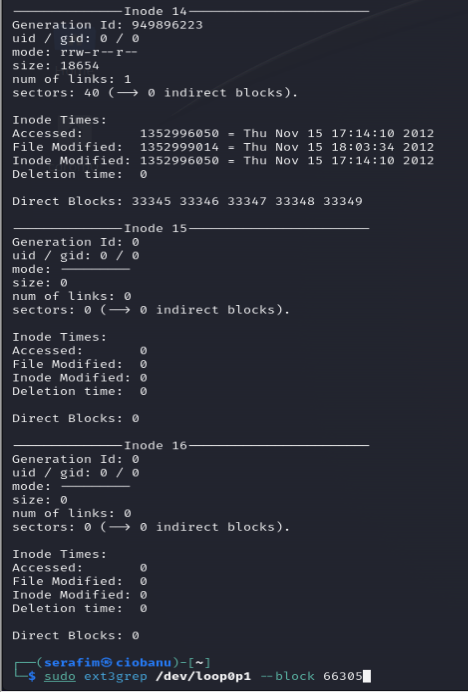 Inode 14
Generation Id: 949896223
uid / gid: 0 / 0
mode: rrw-r--r--
size: 18654
num of links: 1
sectors: 40 (⟶ 0 indirect blocks).
Inode Times:
Accessed: 1352996050 = Thu Nov 15 17:14:10 2012
File Modified: 1352999014 = Thu Nov 15 18:03:34 2012
Inode Modified: 1352996050 = Thu Nov 15 17:14:10 2012
Deletion time: 0
Direct Blocks: 33345 33346 33347 33348 33349
Inode 15
Generation Id: 0
uid / gid: 0 / 0
mode: ----------
size: 0
num of links: 0
sectors: 0 (⟶ 0 indirect blocks).
Inode Times:
Accessed: 0
File Modified: 0
Inode Modified: 0
Deletion time: 0
Direct Blocks: 0
Inode 16
Generation Id: 0
uid / gid: 0 / 0
mode: ----------
size: 0
num of links: 0
sectors: 0 (⟶ 0 indirect blocks).
Inode Times:
Accessed: 0
File Modified: 0
Inode Modified: 0
Deletion time: 0
Direct Blocks: 0
┌──(serafim㉿ciobanu)-[~]
└─$ sudo ext3grep /dev/loop0p1 --block 66305